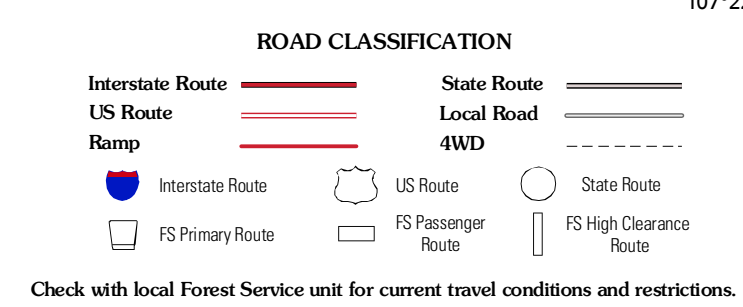 ROAD CLASSIFICATION
Interstate Route
State Route
US Route
Local Road
Ramp
4WD
Interstate Route
US Route
State Route
FS Primary Route
FS Passenger
Route
FS High Clearance
Route
Check with local Forest Service unit for current travel conditions and restrictions.